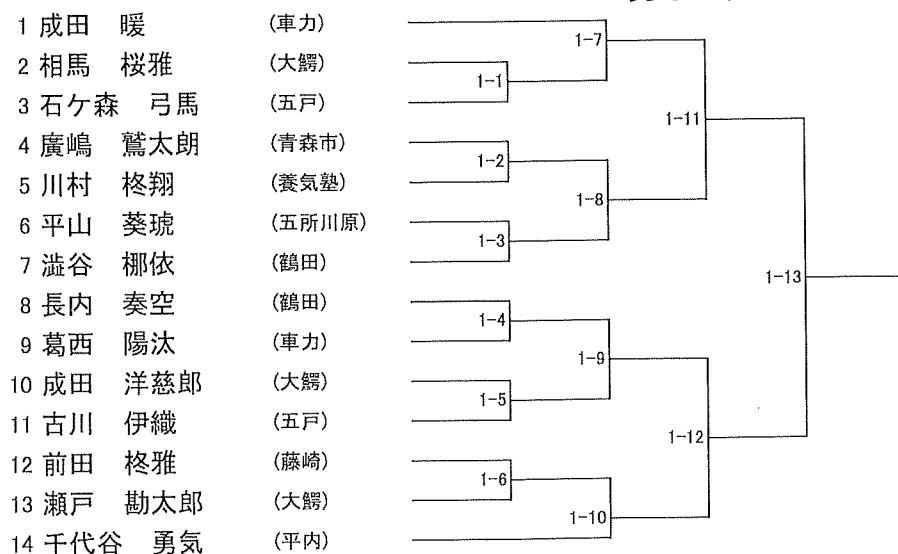 1 成田 暖 (車力)
2 相馬 桜雅 (大鰐)
3 石ケ森 弓馬 (五戸)
4 廣嶋 鷲太朗 (青森市)
5 川村 柊翔 (養気塾)
6 平山 葵琥 (五所川原)
7 澁谷 梛依 (鶴田)
8 長内 奏空 (鶴田)
9 葛西 陽汰 (車力)
10 成田 洋慈郎 (大鰐)
11 古川 伊織 (五戸)
12 前田 柊雅 (藤崎)
13 瀬戸 勘太郎 (大鰐)
14 千代谷 勇気 (平内)
1-1
1-2
1-3
1-4
1-5
1-6
1-7
1-8
1-9
1-10
1-11
1-12
1-13